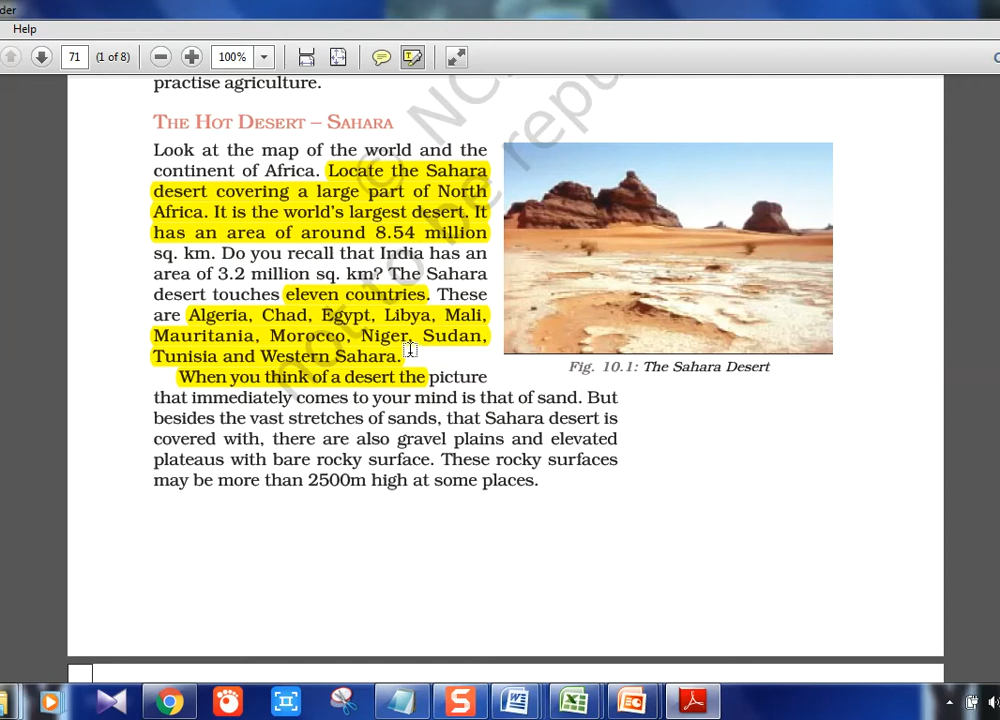 der
Help
71
(1 of 8)
100%
practise agriculture.
THE HOT DESERT – SAHARA
Look at the map of the world and the
continent of Africa. Locate the Sahara
desert covering a large part of North
Africa. It is the world's largest desert. It
has an area of around 8.54 million
sq. km. Do you recall that India has an
area of 3.2 million sq. km? The Sahara
desert touches eleven countries. These
are Algeria, Chad, Egypt, Libya, Mali,
Mauritania, Morocco, Niger, Sudan,
Tunisia and Western Sahara.
Fig. 10.1: The Sahara Desert
When you think of a desert the picture
that immediately comes to your mind is that of sand. But
besides the vast stretches of sands, that Sahara desert is
covered with, there are also gravel plains and elevated
plateaus with bare rocky surface. These rocky surfaces
may be more than 2500m high at some places.
© NC
not to be repu